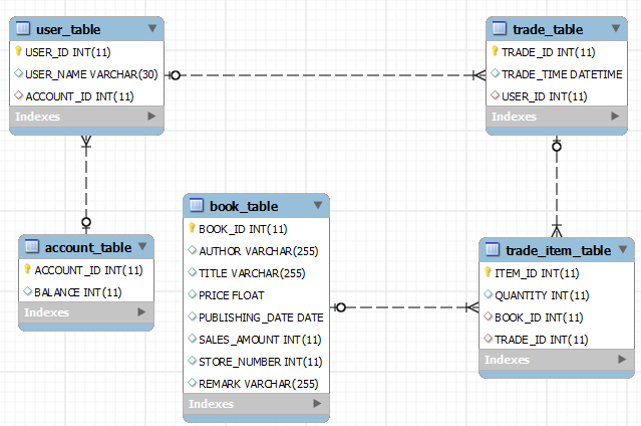 user_table
USER_ID INT(11)
USER_NAME VARCHAR(30)
ACCOUNT_ID INT(11)
Indexes
trade_table
TRADE_ID INT(11)
TRADE_TIME DATETIME
USER_ID INT(11)
Indexes
account_table
ACCOUNT_ID INT(11)
BALANCE INT(11)
Indexes
book_table
BOOK_ID INT(11)
AUTHOR VARCHAR(255)
TITLE VARCHAR(255)
PRICE FLOAT
PUBLISHING_DATE DATE
SALES_AMOUNT INT(11)
STORE_NUMBER INT(11)
REMARK VARCHAR(255)
Indexes
trade_item_table
ITEM_ID INT(11)
QUANTITY INT(11)
BOOK_ID INT(11)
TRADE_ID INT(11)
Indexes